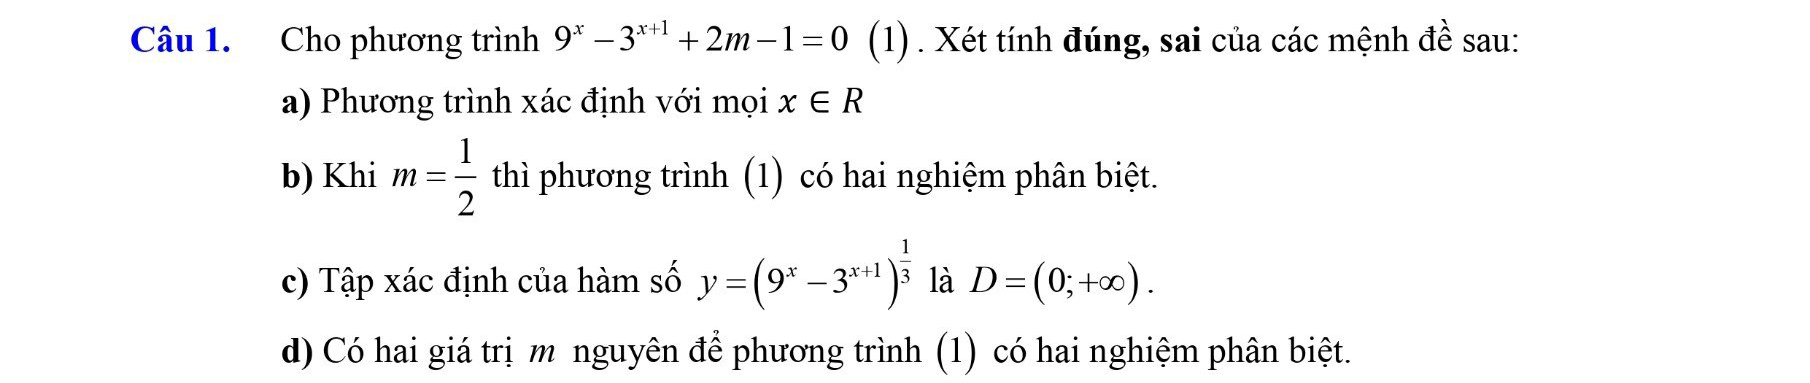 Câu 1. Cho phương trình $9^x - 3^{x+1} + 2m - 1 = 0$ (1). Xét tính đúng, sai của các mệnh đề sau:
a) Phương trình xác định với mọi $x \in R$
b) Khi $m = \frac{1}{2}$ thì phương trình (1) có hai nghiệm phân biệt.
c) Tập xác định của hàm số $y = \left(9^x - 3^{x+1}\right)^{\frac{1}{3}}$ là $D = (0; +\infty)$.
d) Có hai giá trị $m$ nguyên để phương trình (1) có hai nghiệm phân biệt.